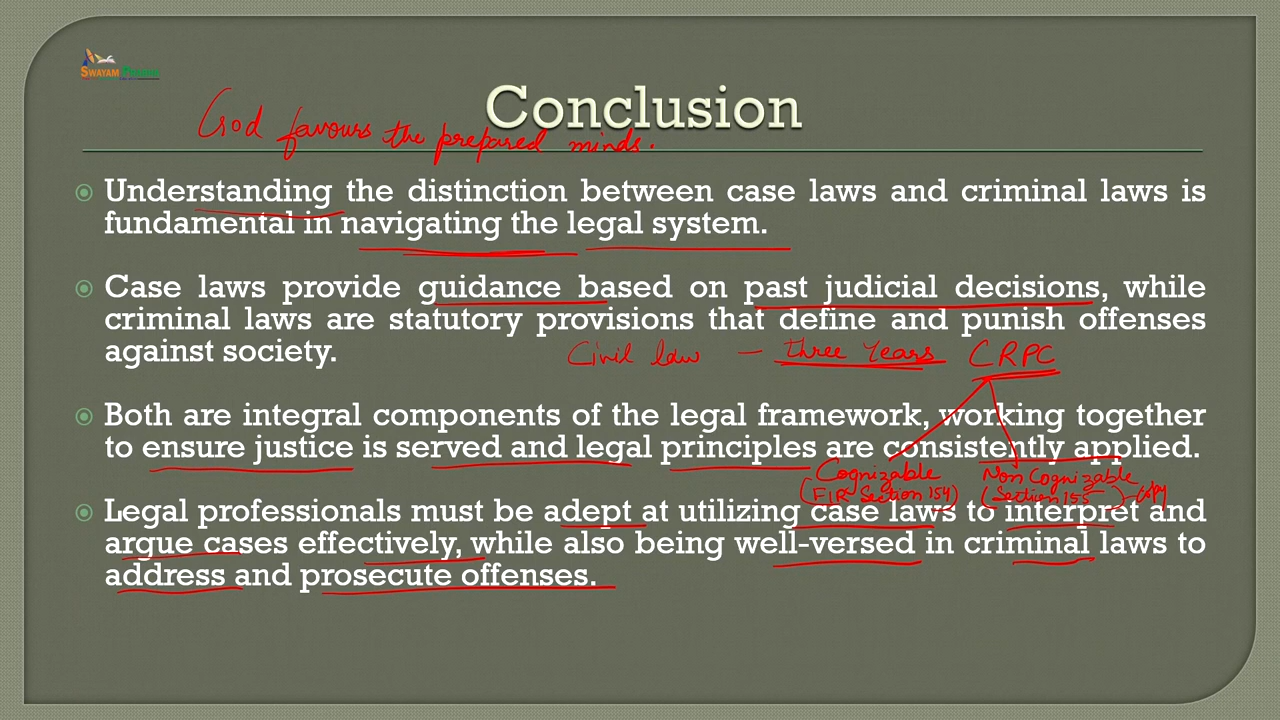 SWAYAM PRABHA
Conclusion
God favours the prepared minds.
Understanding the distinction between case laws and criminal laws is
fundamental in navigating the legal system.
Case laws provide guidance based on past judicial decisions, while
criminal laws are statutory provisions that define and punish offenses
against society.
Civil law — three years CRPC
Both are integral components of the legal framework, working together
to ensure justice is served and legal principles are consistently applied.
Cognizable
(FIR Section 154)
Non Cognizable
(Section 155) - copy
Legal professionals must be adept at utilizing case laws to interpret and
argue cases effectively, while also being well-versed in criminal laws to
address and prosecute offenses.